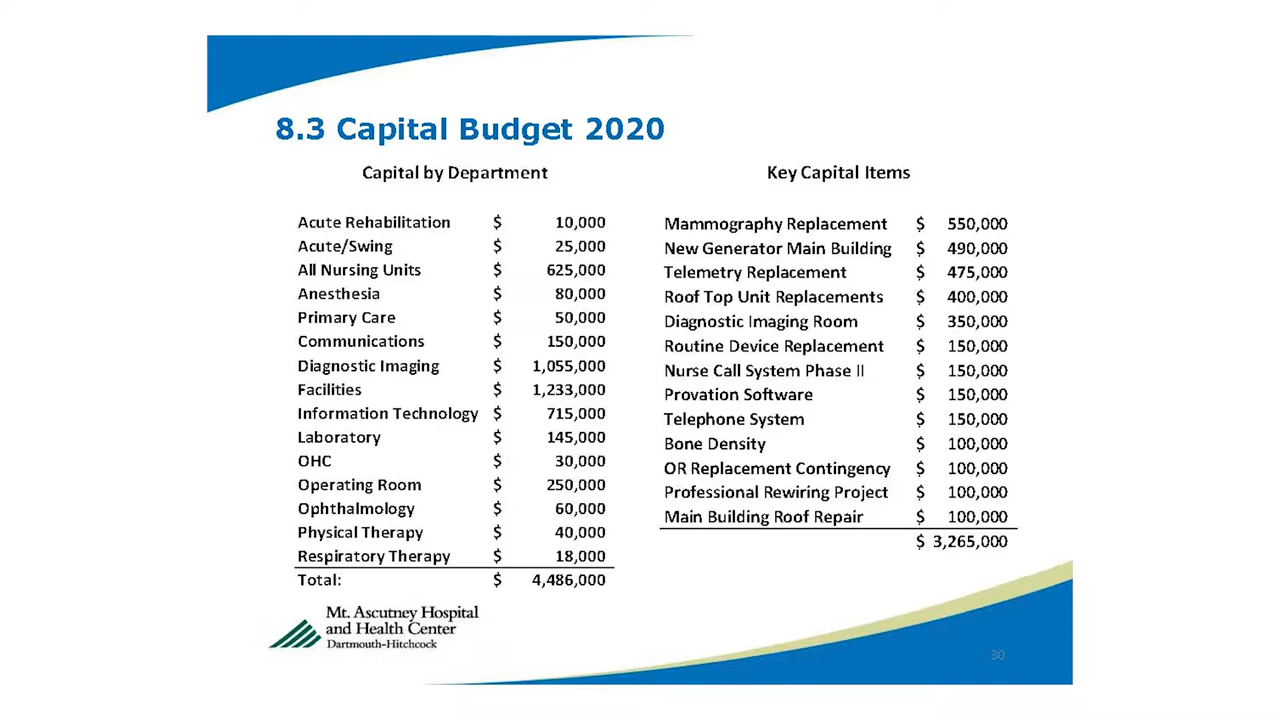 8.3 Capital Budget 2020
Capital by Department
Acute Rehabilitation $ 10,000
Acute/Swing $ 25,000
All Nursing Units $ 625,000
Anesthesia $ 80,000
Primary Care $ 50,000
Communications $ 150,000
Diagnostic Imaging $ 1,055,000
Facilities $ 1,233,000
Information Technology $ 715,000
Laboratory $ 145,000
OHC $ 30,000
Operating Room $ 250,000
Ophthalmology $ 60,000
Physical Therapy $ 40,000
Respiratory Therapy $ 18,000
Total: $ 4,486,000
Key Capital Items
Mammography Replacement $ 550,000
New Generator Main Building $ 490,000
Telemetry Replacement $ 475,000
Roof Top Unit Replacements $ 400,000
Diagnostic Imaging Room $ 350,000
Routine Device Replacement $ 150,000
Nurse Call System Phase II $ 150,000
Provation Software $ 150,000
Telephone System $ 150,000
Bone Density $ 100,000
OR Replacement Contingency $ 100,000
Professional Rewiring Project $ 100,000
Main Building Roof Repair $ 100,000
$ 3,265,000
Mt. Ascutney Hospital
and Health Center
Dartmouth-Hitchcock
30